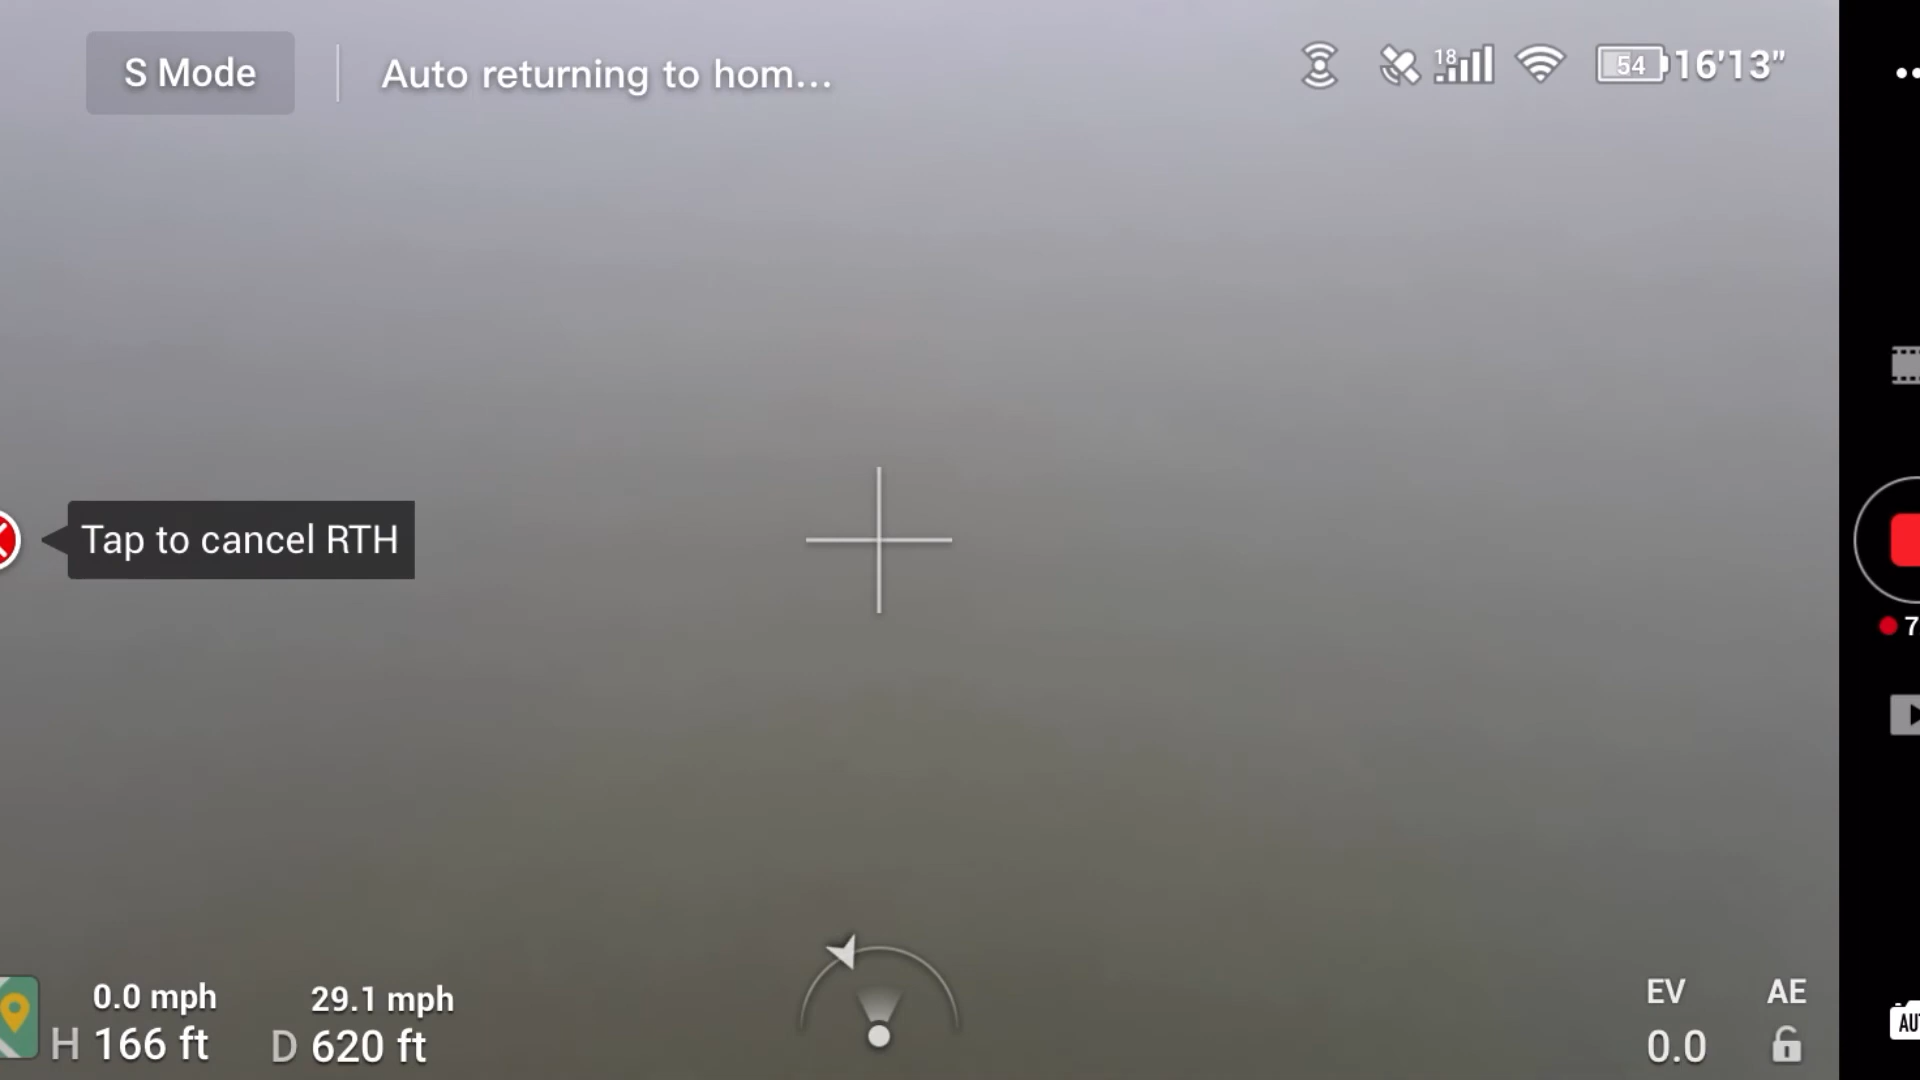 S Mode
Auto returning to hom...
18
54
16'13"
Tap to cancel RTH
7
0.0 mph
29.1 mph
H 166 ft
D 620 ft
EV
AE
0.0